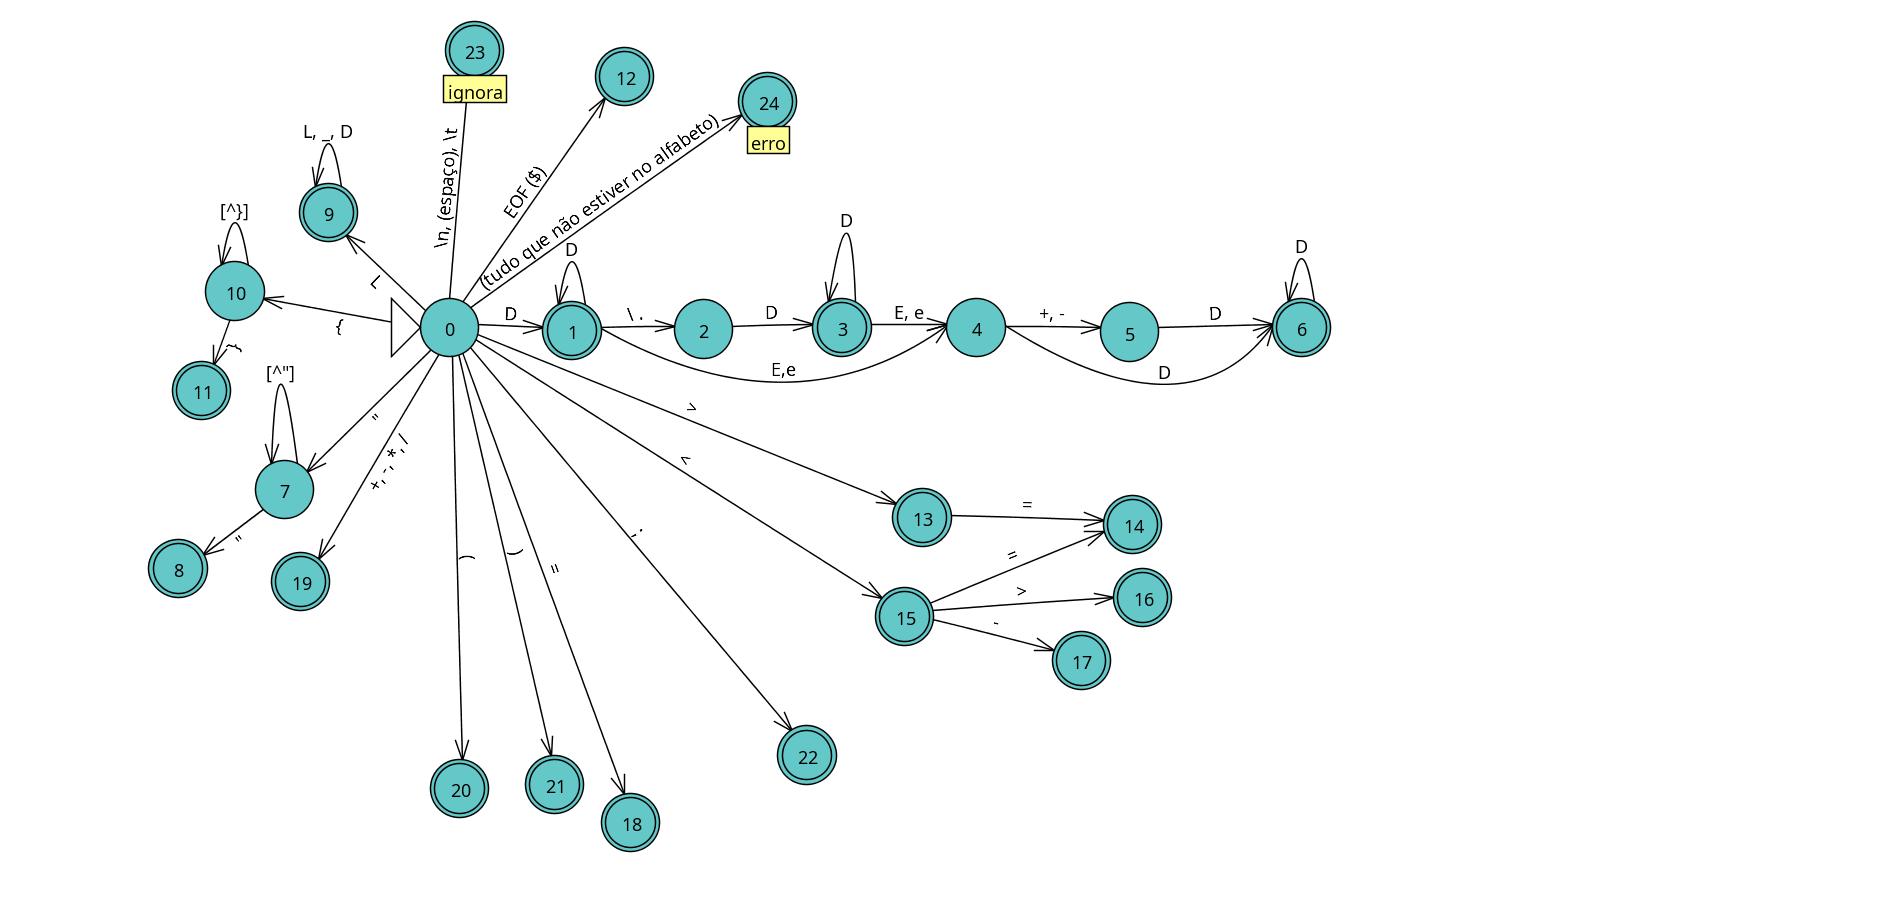 23
ignora
12
24
erro
\n, (espaço), \t
EOF ($)
(tudo que não estiver no alfabeto)
L, _, D
9
L
[^}]
10
{
}
11
0
D
D
1
\ .
2
D
D
3
E, e
4
E,e
+, -
5
D
D
D
6
[^"]
"
7
"
8
+,-,*,/
19
(
20
)
21
=
18
;
22
>
13
=
14
<
15
=
>
16
-
17